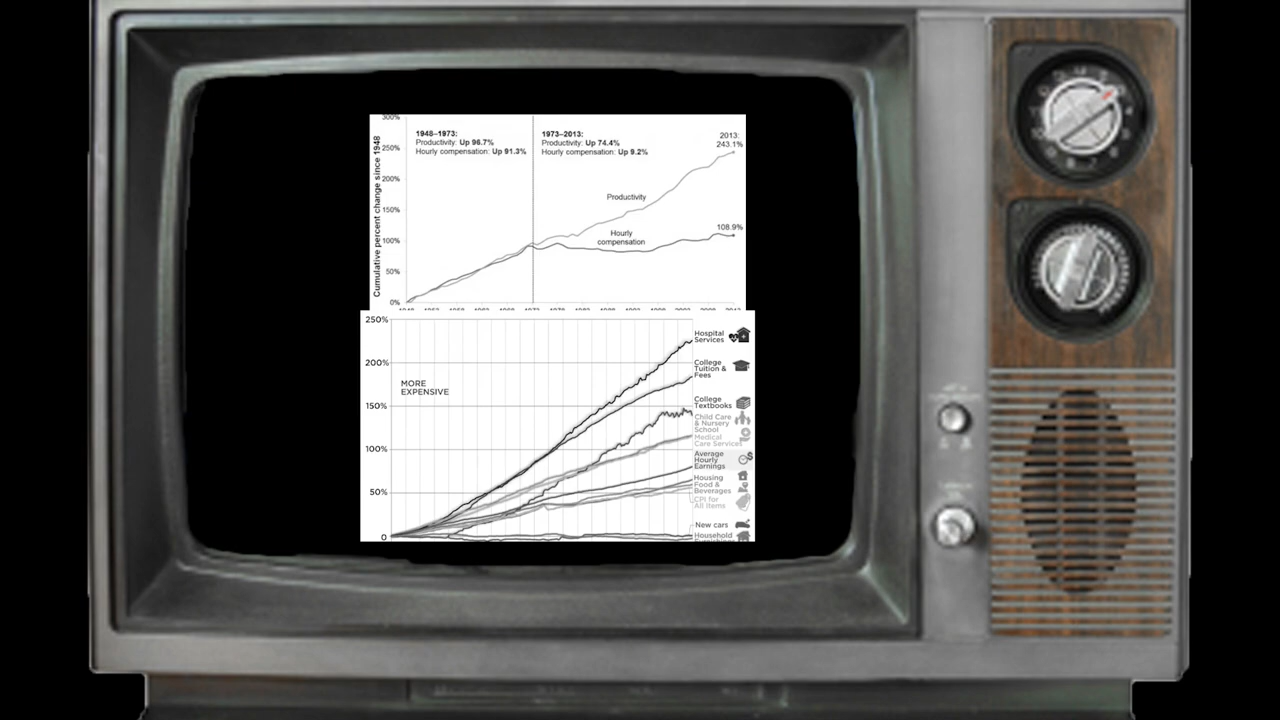 300%
250%
200%
150%
100%
50%
0%
Cumulative percent change since 1948
1948–1973:
Productivity: Up 96.7%
Hourly compensation: Up 91.3%
1973–2013:
Productivity: Up 74.4%
Hourly compensation: Up 9.2%
2013:
243.1%
Productivity
108.9%
Hourly
compensation
250%
200%
150%
100%
50%
0
MORE
EXPENSIVE
Hospital
Services
College
Tuition &
Fees
College
Textbooks
Child Care
& Nursery
School
Medical
Care Services
Average
Hourly
Earnings
$
Housing
Food &
Beverages
CPI for
All Items
New cars
Household